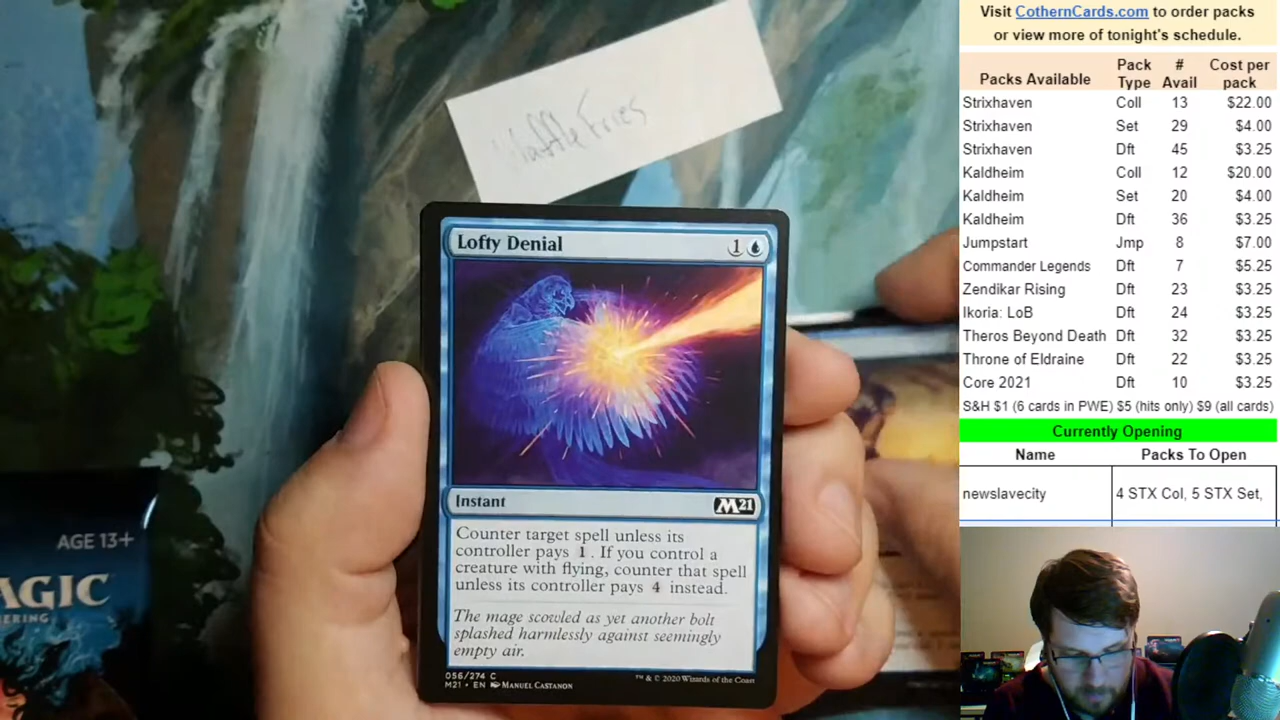 Waffle Fries
Lofty Denial
1
Instant
M21
Counter target spell unless its
controller pays 1. If you control a
creature with flying, counter that spell
unless its controller pays 4 instead.
The mage scowled as yet another bolt
splashed harmlessly against seemingly
empty air.
056/274 C
M21 • EN MANUEL CASTANON
™ & © 2020 Wizards of the Coast
AGE 13+
AGIC
HERING
Visit CothernCards.com to order packs
or view more of tonight's schedule.
Packs Available Pack Type # Avail Cost per pack
Strixhaven Coll 13 $22.00
Strixhaven Set 29 $4.00
Strixhaven Dft 45 $3.25
Kaldheim Coll 12 $20.00
Kaldheim Set 20 $4.00
Kaldheim Dft 36 $3.25
Jumpstart Jmp 8 $7.00
Commander Legends Dft 7 $5.25
Zendikar Rising Dft 23 $3.25
Ikoria: LoB Dft 24 $3.25
Theros Beyond Death Dft 32 $3.25
Throne of Eldraine Dft 22 $3.25
Core 2021 Dft 10 $3.25
S&H $1 (6 cards in PWE) $5 (hits only) $9 (all cards)
Currently Opening
Name Packs To Open
newslavecity 4 STX Col, 5 STX Set,